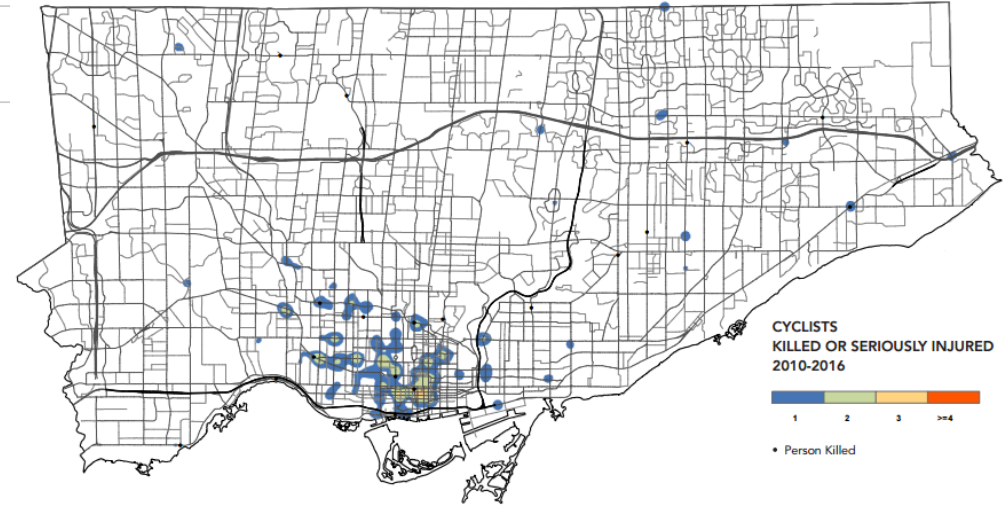 CYCLISTS
KILLED OR SERIOUSLY INJURED
2010-2016
1 2 3 >=4
• Person Killed